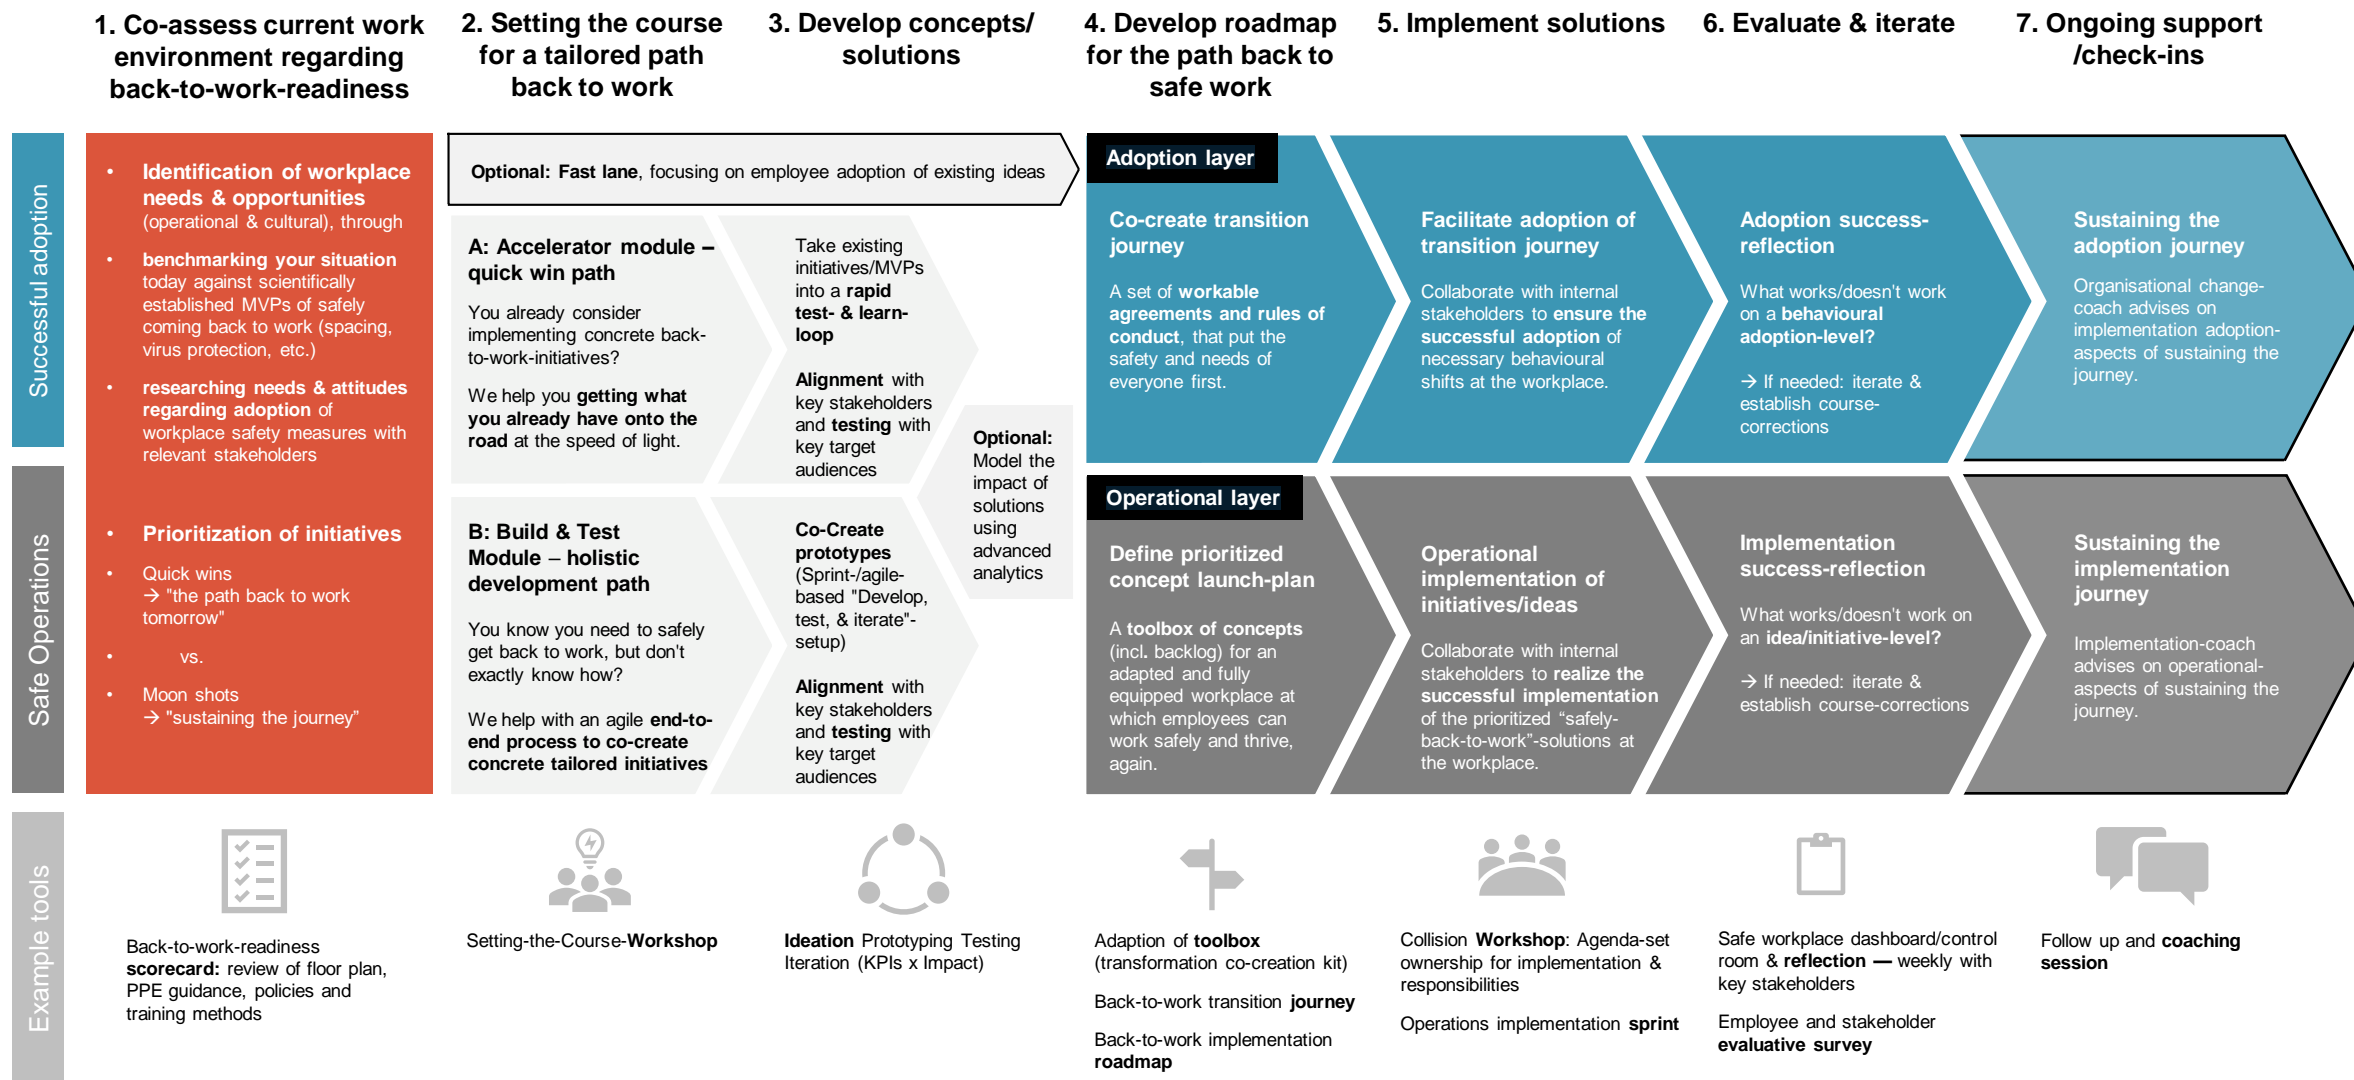 1. Co-assess current work
environment regarding
back-to-work-readiness
2. Setting the course
for a tailored path
back to work
3. Develop concepts/
solutions
4. Develop roadmap
for the path back to
safe work
5. Implement solutions
6. Evaluate & iterate
7. Ongoing support
/check-ins
Successful adoption
Safe Operations
Example tools
• Identification of workplace
needs & opportunities
(operational & cultural), through
• benchmarking your situation
today against scientifically
established MVPs of safely
coming back to work (spacing,
virus protection, etc.)
• researching needs & attitudes
regarding adoption of
workplace safety measures with
relevant stakeholders
• Prioritization of initiatives
• Quick wins
→ "the path back to work
tomorrow"
• vs.
• Moon shots
→ "sustaining the journey”
Optional: Fast lane, focusing on employee adoption of existing ideas
A: Accelerator module –
quick win path
You already consider
implementing concrete back-
to-work-initiatives?
We help you getting what
you already have onto the
road at the speed of light.
Take existing
initiatives/MVPs
into a rapid
test- & learn-
loop
Alignment with
key stakeholders
and testing with
key target
audiences
B: Build & Test
Module – holistic
development path
You know you need to safely
get back to work, but don't
exactly know how?
We help with an agile end-to-
end process to co-create
concrete tailored initiatives
Co-Create
prototypes
(Sprint-/agile-
based "Develop,
test, & iterate"-
setup)
Alignment with
key stakeholders
and testing with
key target
audiences
Optional:
Model the
impact of
solutions
using
advanced
analytics
Adoption layer
Co-create transition
journey
A set of workable
agreements and rules of
conduct, that put the
safety and needs of
everyone first.
Facilitate adoption of
transition journey
Collaborate with internal
stakeholders to ensure the
successful adoption of
necessary behavioural
shifts at the workplace.
Adoption success-
reflection
What works/doesn't work
on a behavioural
adoption-level?
→ If needed: iterate &
establish course-
corrections
Sustaining the
adoption journey
Organisational change-
coach advises on
implementation adoption-
aspects of sustaining the
journey.
Operational layer
Define prioritized
concept launch-plan
A toolbox of concepts
(incl. backlog) for an
adapted and fully
equipped workplace at
which employees can
work safely and thrive,
again.
Operational
implementation of
initiatives/ideas
Collaborate with internal
stakeholders to realize the
successful implementation
of the prioritized “safely-
back-to-work”-solutions at
the workplace.
Implementation
success-reflection
What works/doesn't work on
an idea/initiative-level?
→ If needed: iterate &
establish course-corrections
Sustaining the
implementation
journey
Implementation-coach
advises on operational-
aspects of sustaining the
journey.
Back-to-work-readiness
scorecard: review of floor plan,
PPE guidance, policies and
training methods
Setting-the-Course-Workshop
Ideation Prototyping Testing
Iteration (KPIs x Impact)
Adaption of toolbox
(transformation co-creation kit)
Back-to-work transition journey
Back-to-work implementation
roadmap
Collision Workshop: Agenda-set
ownership for implementation &
responsibilities
Operations implementation sprint
Safe workplace dashboard/control
room & reflection — weekly with
key stakeholders
Employee and stakeholder
evaluative survey
Follow up and coaching
session